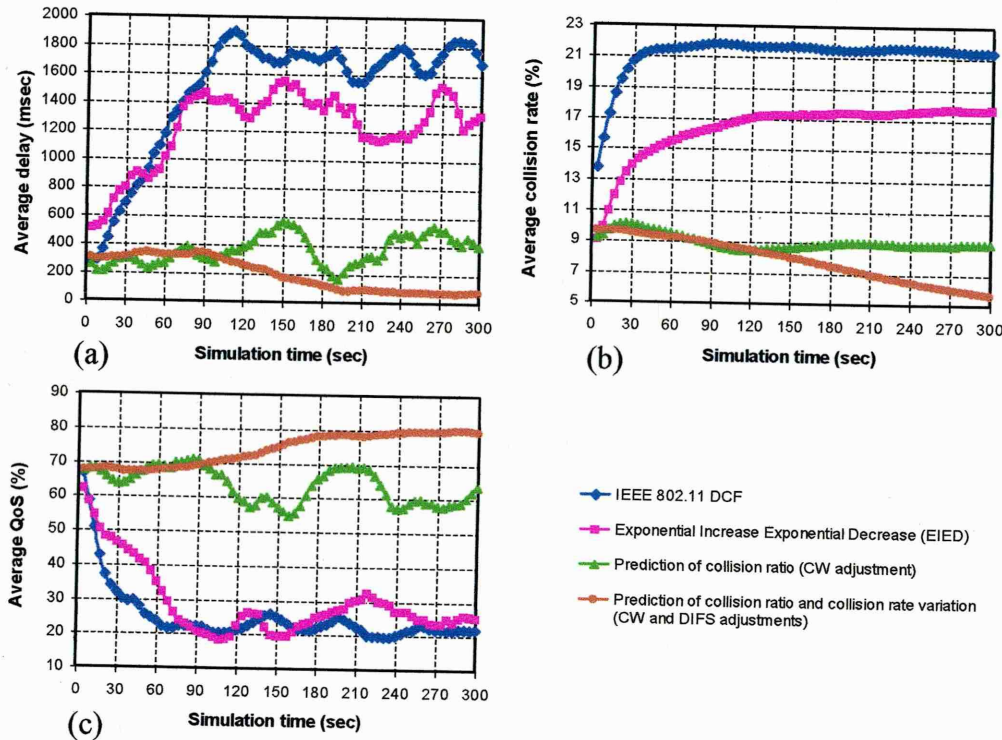 2000
1800
1600
1400
1200
1000
800
600
400
200
0
Average delay (msec)
0 30 60 90 120 150 180 210 240 270 300
(a)
Simulation time (sec)
23
21
19
17
15
13
11
9
7
5
Average collision rate (%)
0 30 60 90 120 150 180 210 240 270 300
(b)
Simulation time (sec)
90
80
70
60
50
40
30
20
10
Average QoS (%)
0 30 60 90 120 150 180 210 240 270 300
(c)
Simulation time (sec)
IEEE 802.11 DCF
Exponential Increase Exponential Decrease (EIED)
Prediction of collision ratio (CW adjustment)
Prediction of collision ratio and collision rate variation
(CW and DIFS adjustments)